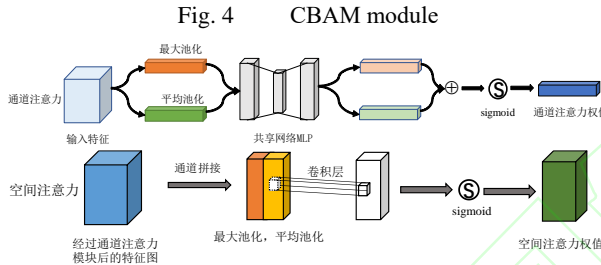 Fig. 4 CBAM module
最大池化
通道注意力
平均池化
S
sigmoid
通道注意力权值
输入特征
共享网络MLP
空间注意力
通道拼接
卷积层
S
sigmoid
经过通道注意力
模块后的特征图
最大池化，平均池化
空间注意力权值